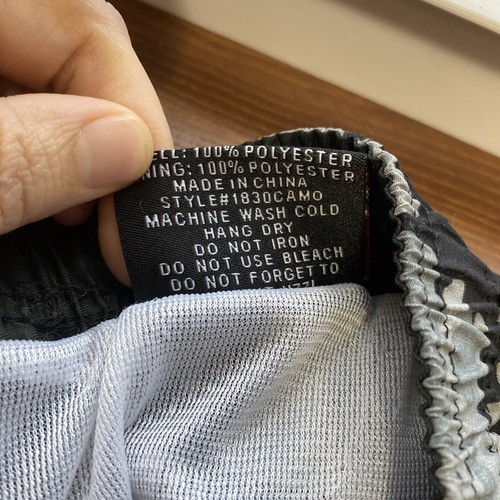 ELL: 100% POLYESTER
NING: 100% POLYESTER
MADE IN CHINA
STYLE#1830CAMO
MACHINE WASH COLD
HANG DRY
DO NOT IRON
DO NOT USE BLEACH
DO NOT FORGET TO